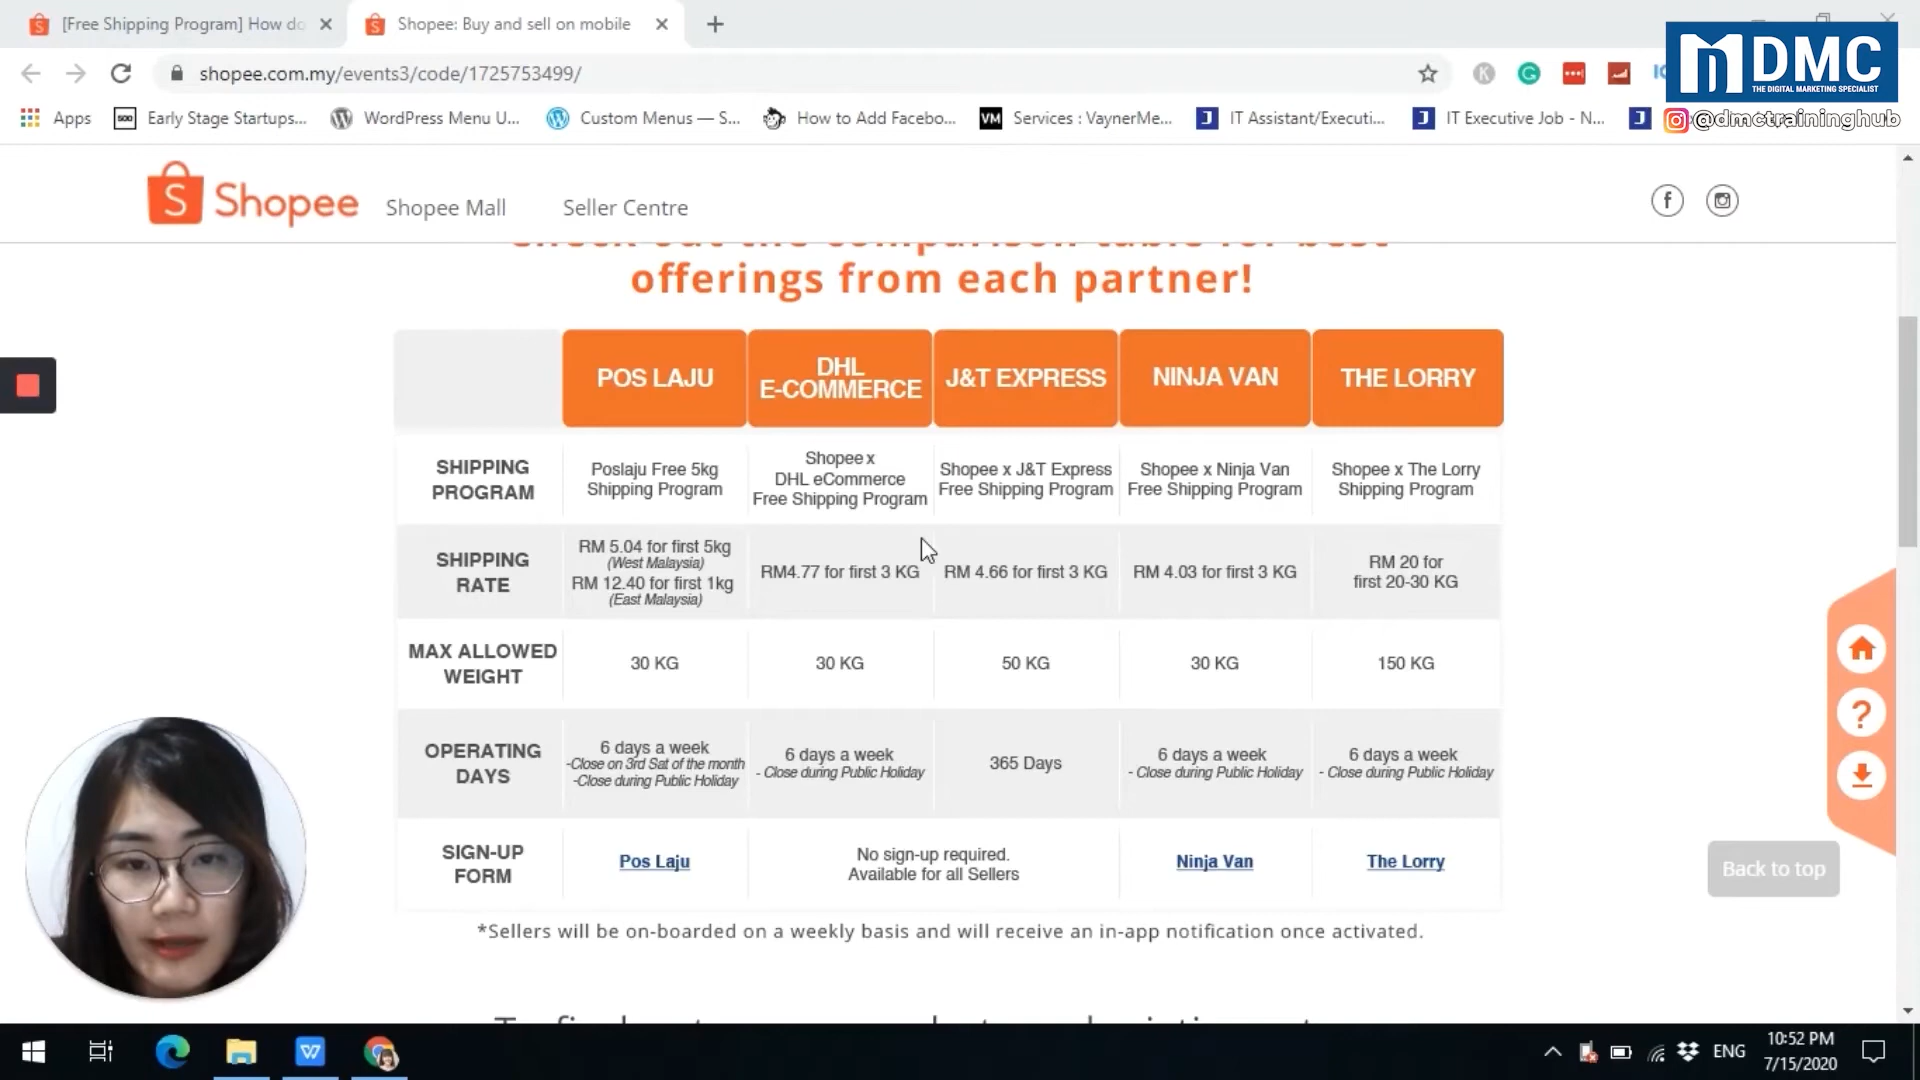 [Free Shipping Program] How do
Shopee: Buy and sell on mobile
shopee.com.my/events3/code/1725753499/
DMC
THE DIGITAL MARKETING SPECIALIST
@dmctraininghub
Apps
500
Early Stage Startups...
WordPress Menu U...
Custom Menus — S...
How to Add Facebo...
VM
Services : VaynerMe...
IT Assistant/Executi...
IT Executive Job - N...
Shopee
Shopee Mall
Seller Centre
Check out the comparison table for best
offerings from each partner!
POS LAJU
DHL
E-COMMERCE
J&T EXPRESS
NINJA VAN
THE LORRY
SHIPPING
PROGRAM
Poslaju Free 5kg
Shipping Program
Shopee x
DHL eCommerce
Free Shipping Program
Shopee x J&T Express
Free Shipping Program
Shopee x Ninja Van
Free Shipping Program
Shopee x The Lorry
Shipping Program
SHIPPING
RATE
RM 5.04 for first 5kg
(West Malaysia)
RM 12.40 for first 1kg
(East Malaysia)
RM4.77 for first 3 KG
RM 4.66 for first 3 KG
RM 4.03 for first 3 KG
RM 20 for
first 20-30 KG
MAX ALLOWED
WEIGHT
30 KG
30 KG
50 KG
30 KG
150 KG
OPERATING
DAYS
6 days a week
-Close on 3rd Sat of the month
-Close during Public Holiday
6 days a week
- Close during Public Holiday
365 Days
6 days a week
- Close during Public Holiday
6 days a week
- Close during Public Holiday
SIGN-UP
FORM
Pos Laju
No sign-up required.
Available for all Sellers
Ninja Van
The Lorry
Back to top
*Sellers will be on-boarded on a weekly basis and will receive an in-app notification once activated.
ENG
10:52 PM
7/15/2020